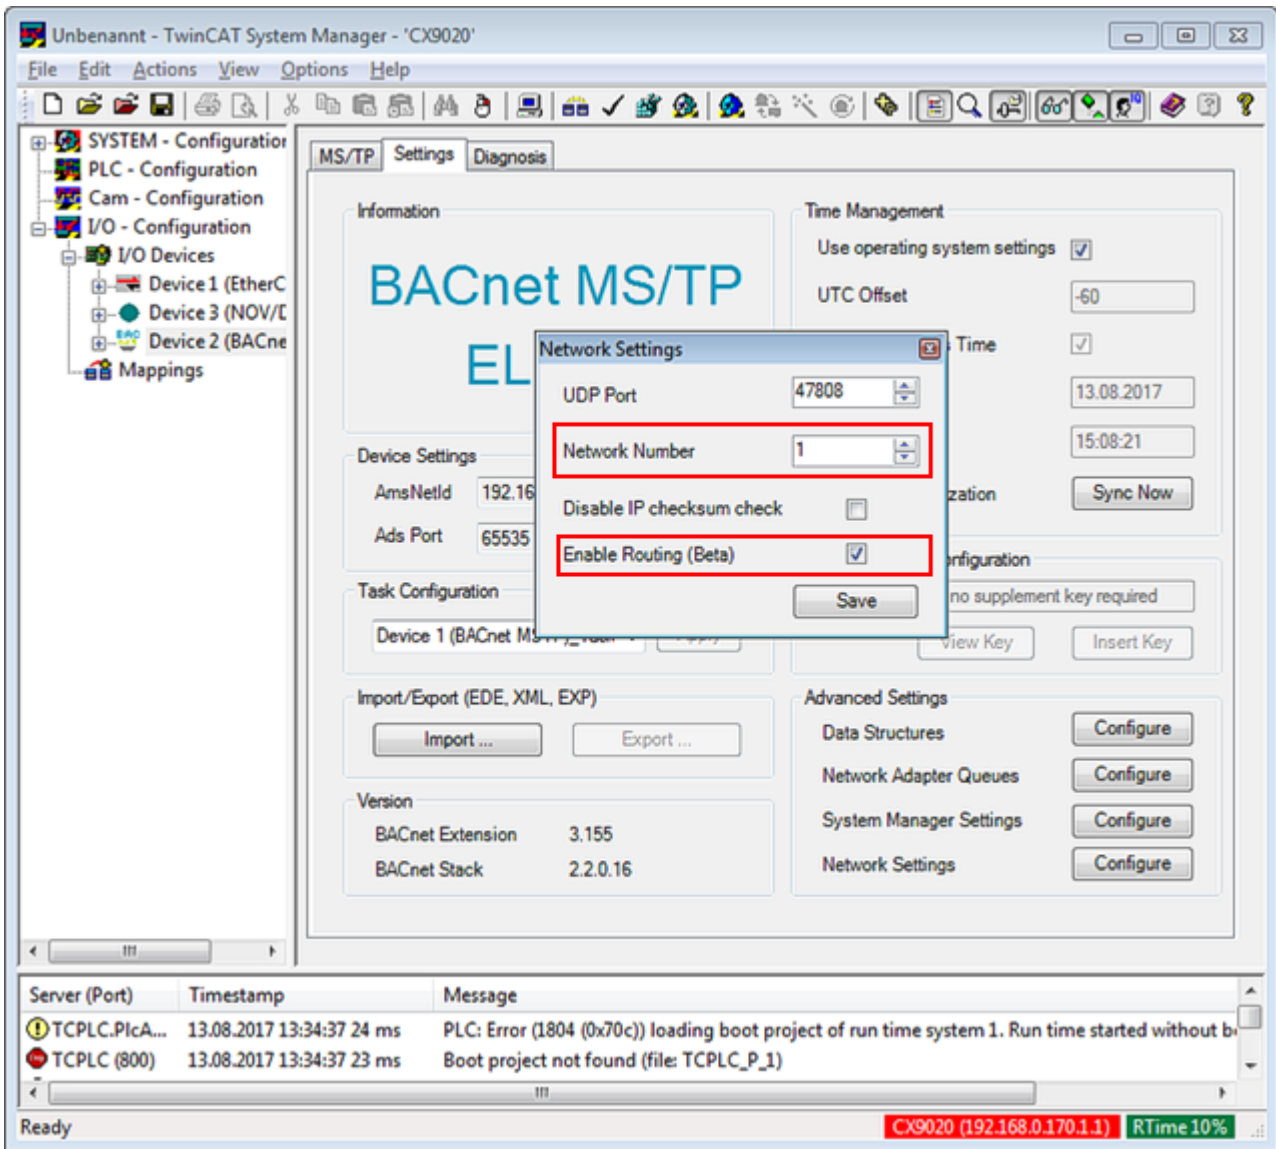 Unbenannt - TwinCAT System Manager - 'CX9020'
File Edit Actions View Options Help
SYSTEM - Configuration
PLC - Configuration
Cam - Configuration
I/O - Configuration
I/O Devices
Device 1 (EtherC
Device 3 (NOV/D
Device 2 (BACne
Mappings
MS/TP Settings Diagnosis
Information
BACnet MS/TP
EL
Device Settings
AmsNetId 192.16
Ads Port 65535
Task Configuration
Device 1 (BACnet
Import/Export (EDE, XML, EXP)
Import ... Export ...
Version
BACnet Extension 3.155
BACnet Stack 2.2.0.16
Time Management
Use operating system settings
UTC Offset -60
Time
13.08.2017
15:08:21
zation Sync Now
nfiguration
no supplement key required
View Key Insert Key
Advanced Settings
Data Structures Configure
Network Adapter Queues Configure
System Manager Settings Configure
Network Settings Configure
Network Settings
UDP Port 47808
Network Number 1
Disable IP checksum check
Enable Routing (Beta)
Save
Server (Port) Timestamp Message
TCPLC.PlcA... 13.08.2017 13:34:37 24 ms PLC: Error (1804 (0x70c)) loading boot project of run time system 1. Run time started without b
TCPLC (800) 13.08.2017 13:34:37 23 ms Boot project not found (file: TCPLC_P_1)
Ready CX9020 (192.168.0.170.1.1) RTime 10%